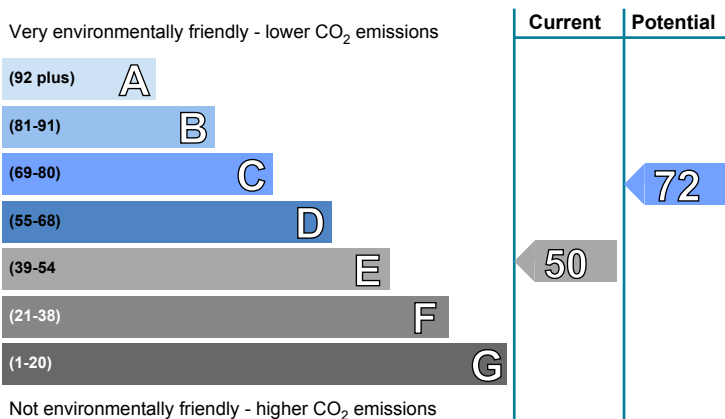 Very environmentally friendly - lower CO2 emissions
Current
Potential
(92 plus) A
(81-91) B
(69-80) C
72
(55-68) D
(39-54 E
50
(21-38) F
(1-20) G
Not environmentally friendly - higher CO2 emissions